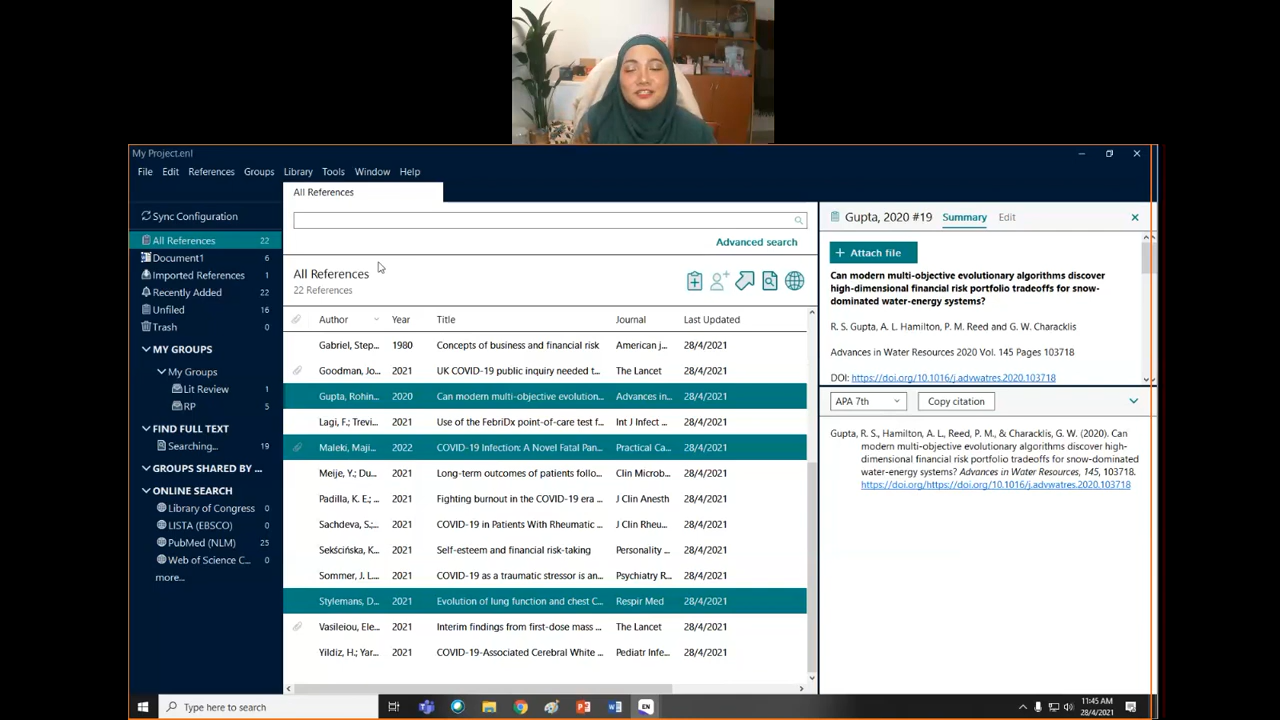 My Project.enl
File Edit References Groups Library Tools Window Help
Sync Configuration
All References 22
Document1 6
Imported References 1
Recently Added 22
Unfiled 16
Trash 0
MY GROUPS
My Groups
Lit Review 1
RP 5
FIND FULL TEXT
Searching... 19
GROUPS SHARED BY ...
ONLINE SEARCH
Library of Congress 0
LISTA (EBSCO) 0
PubMed (NLM) 25
Web of Science C... 0
more...
All References
Advanced search
All References
22 References
Author Year Title Journal Last Updated
Gabriel, Step... 1980 Concepts of business and financial risk American j... 28/4/2021
Goodman, Jo... 2021 UK COVID-19 public inquiry needed t... The Lancet 28/4/2021
Gupta, Rohin... 2020 Can modern multi-objective evolution... Advances in... 28/4/2021
Lagi, F.; Trevi... 2021 Use of the FebriDx point-of-care test f... Int J Infect ... 28/4/2021
Maleki, Maji... 2022 COVID-19 Infection: A Novel Fatal Pan... Practical Ca... 28/4/2021
Meije, Y.; Du... 2021 Long-term outcomes of patients follo... Clin Microb... 28/4/2021
Padilla, K. E.; ... 2021 Fighting burnout in the COVID-19 era ... J Clin Anesth 28/4/2021
Sachdeva, S.;... 2021 COVID-19 in Patients With Rheumatic ... J Clin Rheu... 28/4/2021
Sekścińska, K... 2021 Self-esteem and financial risk-taking Personality ... 28/4/2021
Sommer, J. L... 2021 COVID-19 as a traumatic stressor is an... Psychiatry R... 28/4/2021
Stylemans, D... 2021 Evolution of lung function and chest C... Respir Med 28/4/2021
Vasileiou, Ele... 2021 Interim findings from first-dose mass ... The Lancet 28/4/2021
Yildiz, H.; Yar... 2021 COVID-19-Associated Cerebral White ... Pediatr Infe... 28/4/2021
Gupta, 2020 #19 Summary Edit
+ Attach file
Can modern multi-objective evolutionary algorithms discover
high-dimensional financial risk portfolio tradeoffs for snow-
dominated water-energy systems?
R. S. Gupta, A. L. Hamilton, P. M. Reed and G. W. Characklis
Advances in Water Resources 2020 Vol. 145 Pages 103718
DOI: https://doi.org/10.1016/j.advwatres.2020.103718
APA 7th Copy citation
Gupta, R. S., Hamilton, A. L., Reed, P. M., & Characklis, G. W. (2020). Can
modern multi-objective evolutionary algorithms discover high-
dimensional financial risk portfolio tradeoffs for snow-dominated
water-energy systems? Advances in Water Resources, 145, 103718.
https://doi.org/https://doi.org/10.1016/j.advwatres.2020.103718
Type here to search
EN
11:45 AM
28/4/2021